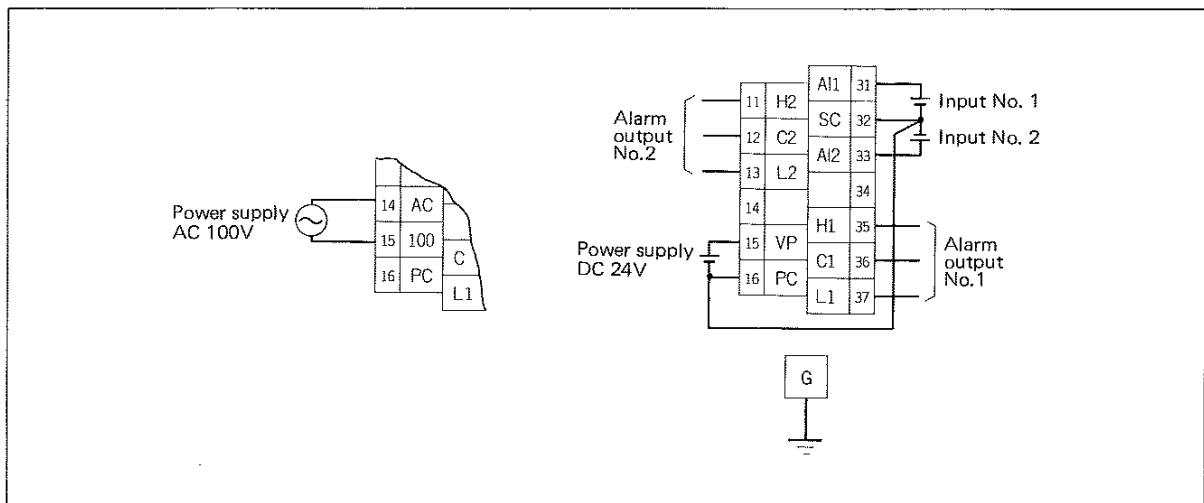 Power supply
AC 100V
14 AC
15 100
16 PC
C
L1
Alarm
output
No.2
11 H2
12 C2
13 L2
14
15 VP
16 PC
Power supply
DC 24V
AI1 31
SC 32
AI2 33
34
H1 35
C1 36
L1 37
Input No. 1
Input No. 2
Alarm
output
No.1
G